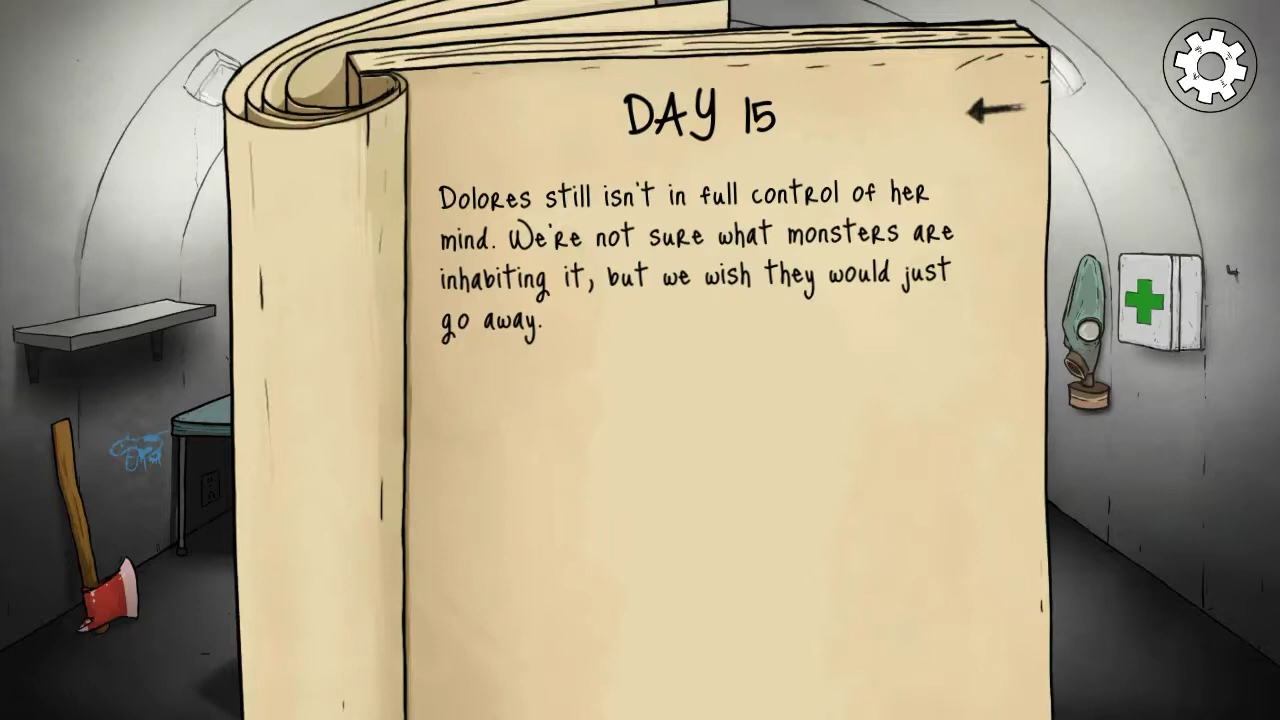 DAY 15
Dolores still isn't in full control of her
mind. We're not sure what monsters are
inhabiting it, but we wish they would just
go away.